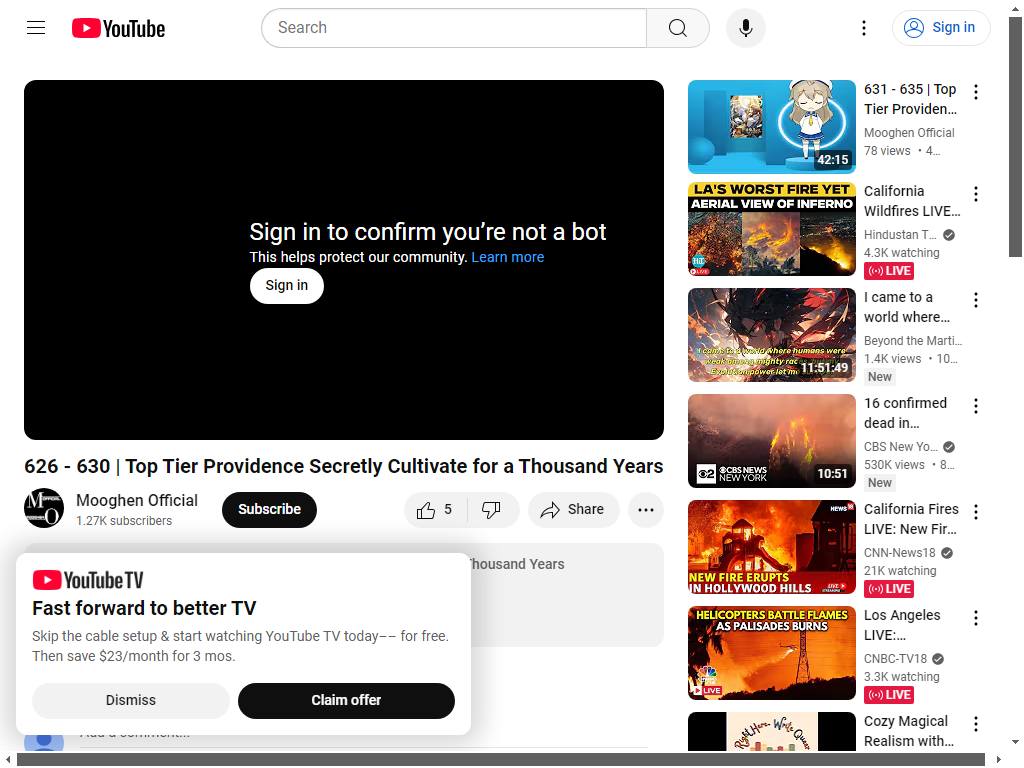 YouTube
Search
Sign in
Sign in to confirm you're not a bot
This helps protect our community. Learn more
Sign in
626 - 630 | Top Tier Providence Secretly Cultivate for a Thousand Years
Mooghen Official
1.27K subscribers
Subscribe
5
Share
Thousand Years
YouTube TV
Fast forward to better TV
Skip the cable setup & start watching YouTube TV today–– for free.
Then save $23/month for 3 mos.
Dismiss
Claim offer
Add a comment...
42:15
631 - 635 | Top
Tier Providen...
Mooghen Official
78 views • 4...
LA'S WORST FIRE YET
AERIAL VIEW OF INFERNO
LIVE
California
Wildfires LIVE...
Hindustan T...
4.3K watching
LIVE
I came to a world where humans were
weak among mighty rac
Evolution power let m
11:51:49
I came to a
world where...
Beyond the Marti...
1.4K views • 10...
New
CBS NEWS
NEW YORK
10:51
16 confirmed
dead in...
CBS New Yo...
530K views • 8...
New
NEWS18
NEW FIRE ERUPTS
IN HOLLYWOOD HILLS
LIVE
California Fires
LIVE: New Fir...
CNN-News18
21K watching
LIVE
HELICOPTERS BATTLE FLAMES
AS PALISADES BURNS
LIVE
Los Angeles
LIVE:...
CNBC-TV18
3.3K watching
LIVE
Right Here - Write Queer
Cozy Magical
Realism with...